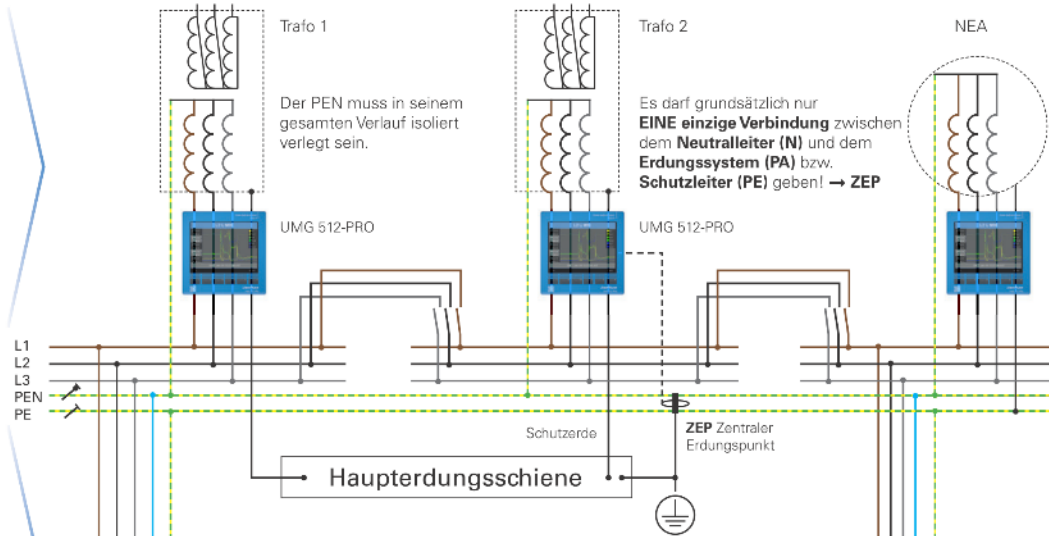 Trafo 1
Der PEN muss in seinem
gesamten Verlauf isoliert
verlegt sein.
UMG 512-PRO
Trafo 2
Es darf grundsätzlich nur
EINE einzige Verbindung zwischen
dem Neutralleiter (N) und dem
Erdungssystem (PA) bzw.
Schutzleiter (PE) geben! → ZEP
UMG 512-PRO
NEA
L1
L2
L3
PEN
PE
Schutzerde
ZEP Zentraler
Erdungspunkt
Haupterdungsschiene